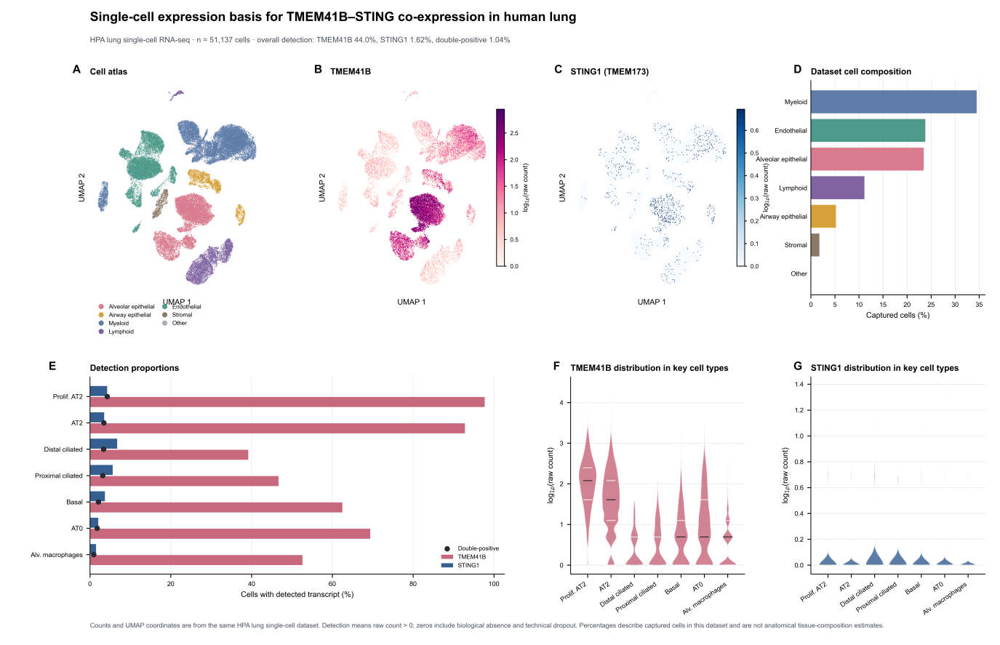 Single-cell expression basis for TMEM41B–STING co-expression in human lung
HPA lung single-cell RNA-seq · n = 51,137 cells · overall detection: TMEM41B 44.0%, STING1 1.62%, double-positive 1.04%
A Cell atlas
UMAP 2
UMAP 1
Alveolar epithelial
Airway epithelial
Myeloid
Lymphoid
Endothelial
Stromal
Other
B TMEM41B
UMAP 2
UMAP 1
2.5
2.0
1.5
1.0
0.5
0.0
log1p(raw count)
C STING1 (TMEM173)
UMAP 2
UMAP 1
0.6
0.5
0.4
0.3
0.2
0.1
0.0
log1p(raw count)
D Dataset cell composition
Myeloid
Endothelial
Alveolar epithelial
Lymphoid
Airway epithelial
Stromal
Other
0 5 10 15 20 25 30 35
Captured cells (%)
E Detection proportions
Prolif. AT2
AT2
Distal ciliated
Proximal ciliated
Basal
AT0
Alv. macrophages
Double-positive
TMEM41B
STING1
0 20 40 60 80 100
Cells with detected transcript (%)
F TMEM41B distribution in key cell types
log1p(raw count)
4
3
2
1
0
Prolif. AT2
AT2
Distal ciliated
Proximal ciliated
Basal
AT0
Alv. macrophages
G STING1 distribution in key cell types
log1p(raw count)
1.4
1.2
1.0
0.8
0.6
0.4
0.2
0.0
Prolif. AT2
AT2
Distal ciliated
Proximal ciliated
Basal
AT0
Alv. macrophages
Counts and UMAP coordinates are from the same HPA lung single-cell dataset. Detection means raw count > 0; zeros include biological absence and technical dropout. Percentages describe captured cells in this dataset and are not anatomical tissue-composition estimates.